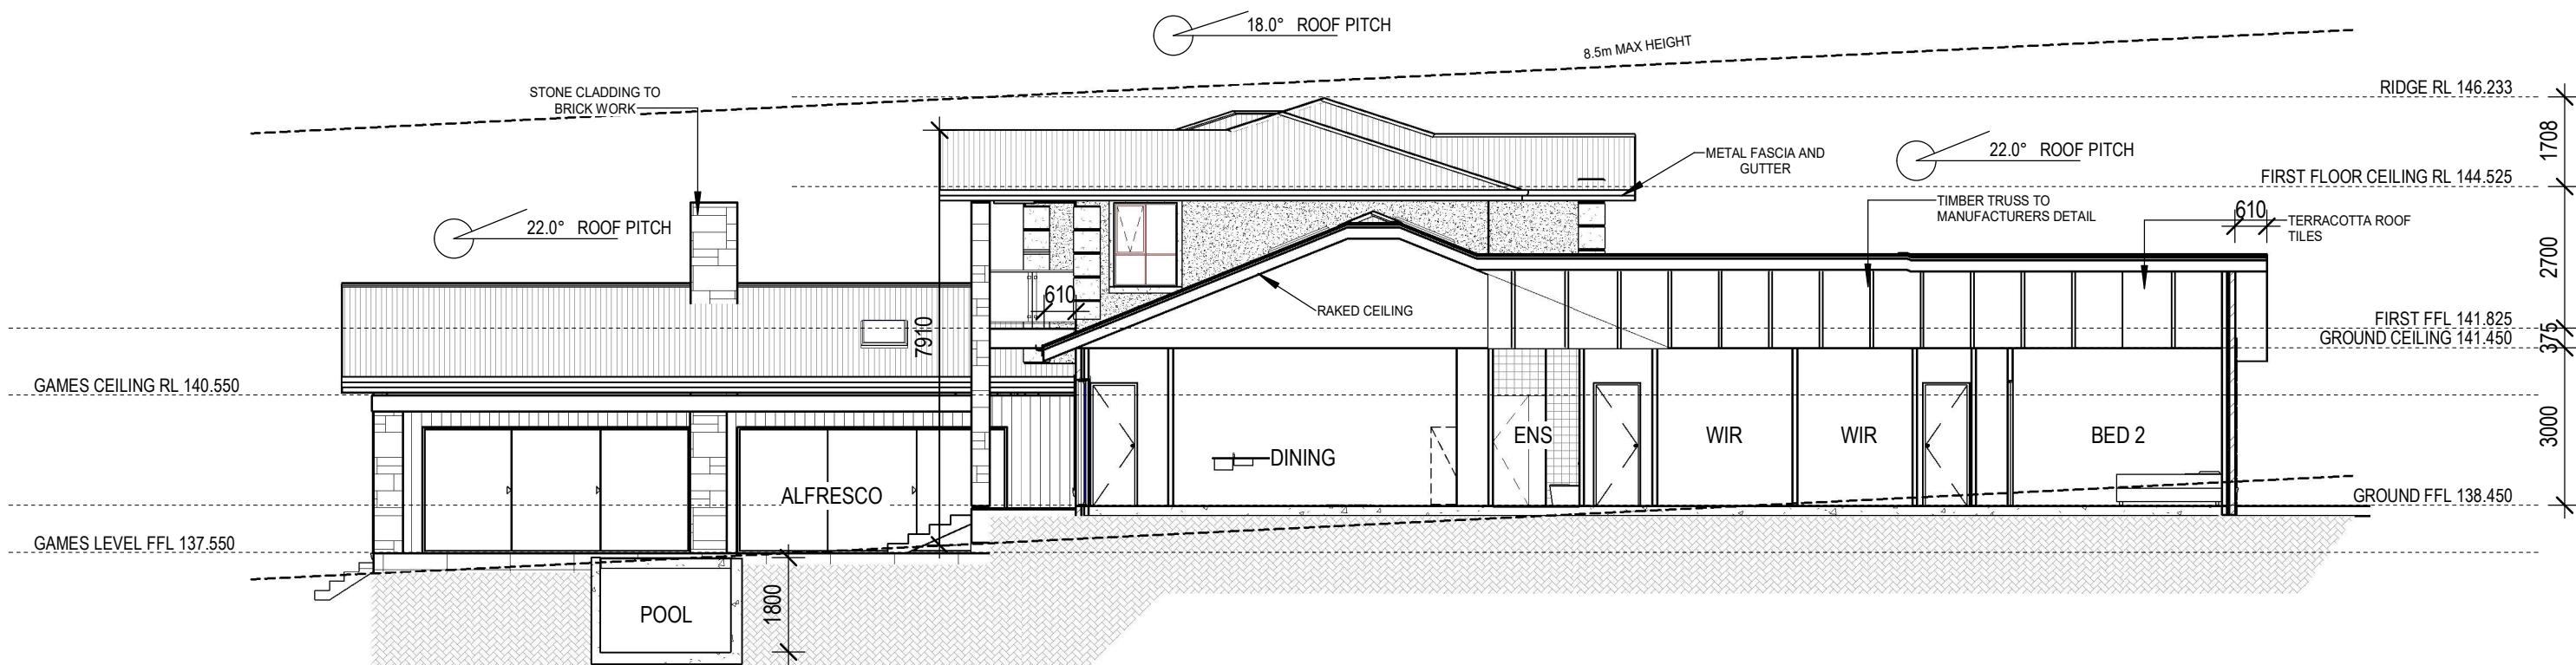 18.0° ROOF PITCH
8.5m MAX HEIGHT
STONE CLADDING TO
BRICK WORK
RIDGE RL 146.233
1708
METAL FASCIA AND
GUTTER
22.0° ROOF PITCH
FIRST FLOOR CEILING RL 144.525
TIMBER TRUSS TO
MANUFACTURERS DETAIL
610
TERRACOTTA ROOF
TILES
22.0° ROOF PITCH
2700
610
RAKED CEILING
7910
FIRST FFL 141.825
375
GROUND CEILING 141.450
GAMES CEILING RL 140.550
3000
ENS
WIR
WIR
BED 2
DINING
ALFRESCO
GROUND FFL 138.450
GAMES LEVEL FFL 137.550
POOL
1800